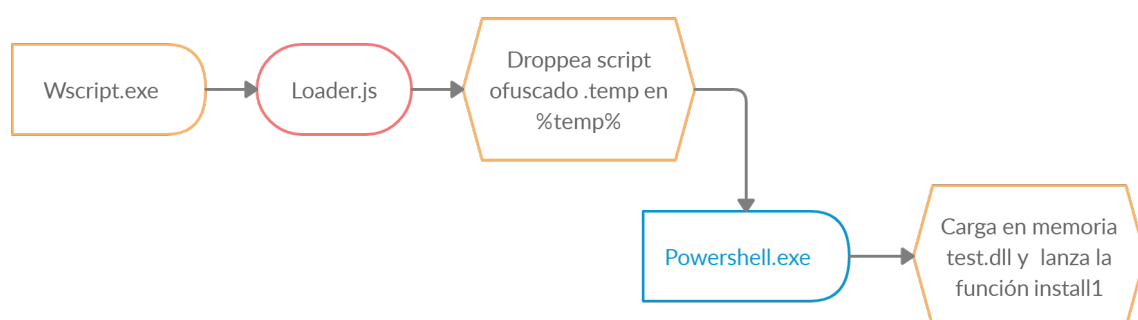 Wscript.exe
Loader.js
Droppea script
ofuscado .temp en
%temp%
Powershell.exe
Carga en memoria
test.dll y lanza la
función install1